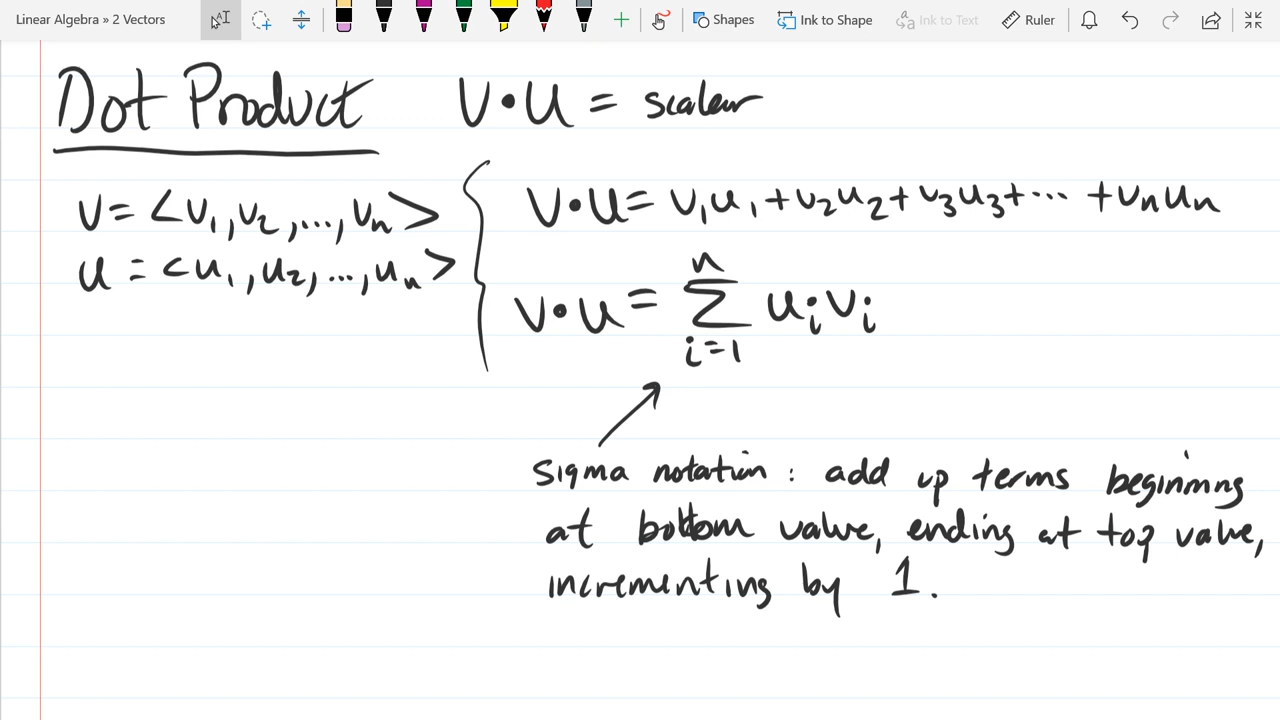 Linear Algebra » 2 Vectors
Shapes
Ink to Shape
Ink to Text
Ruler
Dot Product V•U = scalar
V = <v₁, v₂, ..., vₙ>
u = <u₁, u₂, ..., uₙ>
V•U = v₁u₁ + v₂u₂ + v₃u₃ + ... + vₙuₙ
V•U = n Σ i=1 uᵢvᵢ
Sigma notation : add up terms beginning
at bottom value, ending at top value,
incrementing by 1.